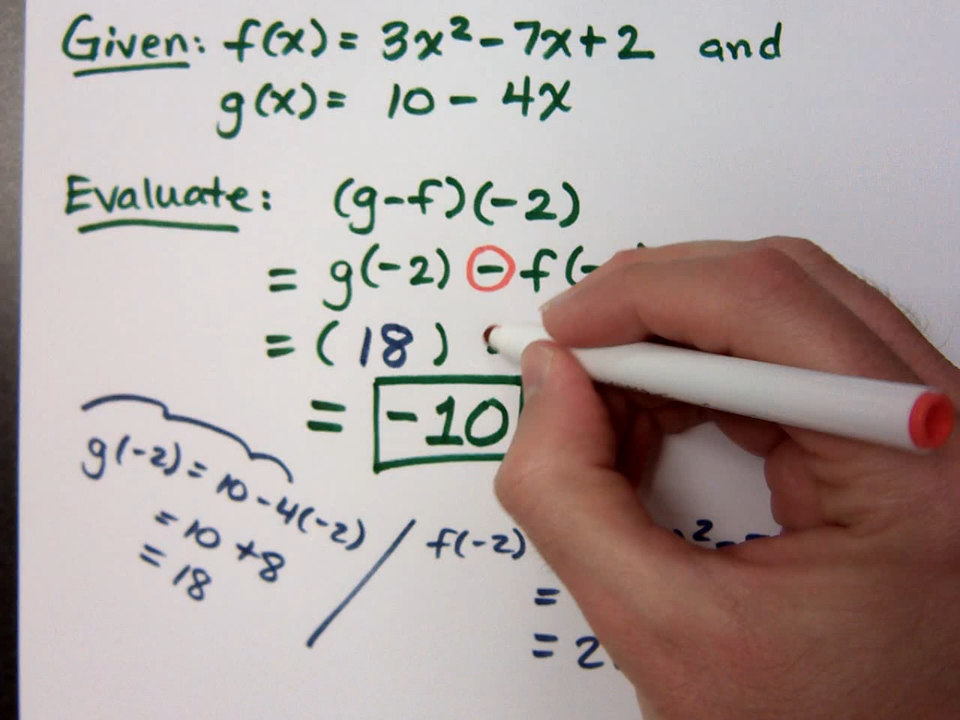 Given: f(x) = 3x² - 7x + 2 and
g(x) = 10 - 4x
Evaluate: (g-f)(-2)
= g(-2) - f(-
= (18)
= -10
g(-2) = 10 - 4(-2)
= 10 + 8
= 18
f(-2)
=
= 2